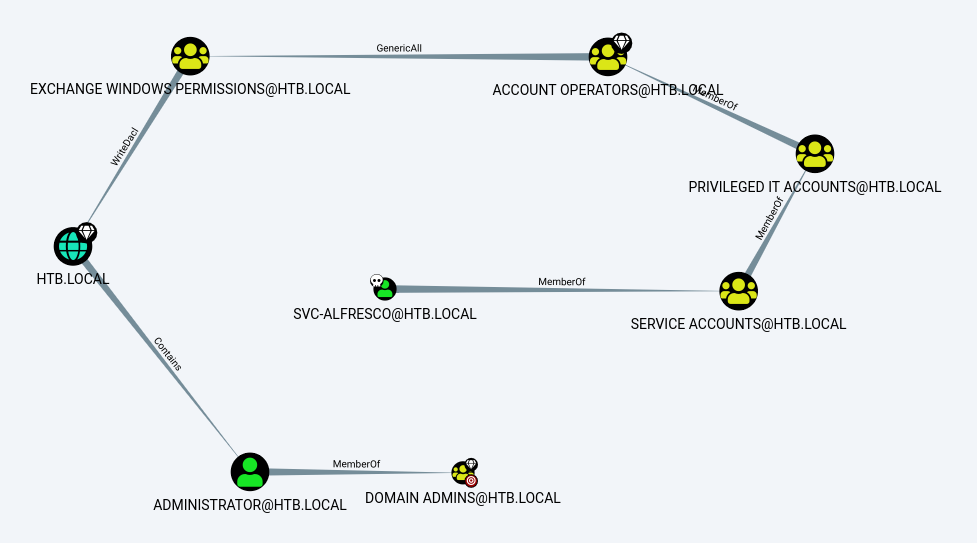 GenericAll
EXCHANGE WINDOWS PERMISSIONS@HTB.LOCAL
ACCOUNT OPERATORS@HTB.LOCAL
MemberOf
WriteDacl
PRIVILEGED IT ACCOUNTS@HTB.LOCAL
MemberOf
HTB.LOCAL
MemberOf
SVC-ALFRESCO@HTB.LOCAL
SERVICE ACCOUNTS@HTB.LOCAL
Contains
MemberOf
DOMAIN ADMINS@HTB.LOCAL
ADMINISTRATOR@HTB.LOCAL